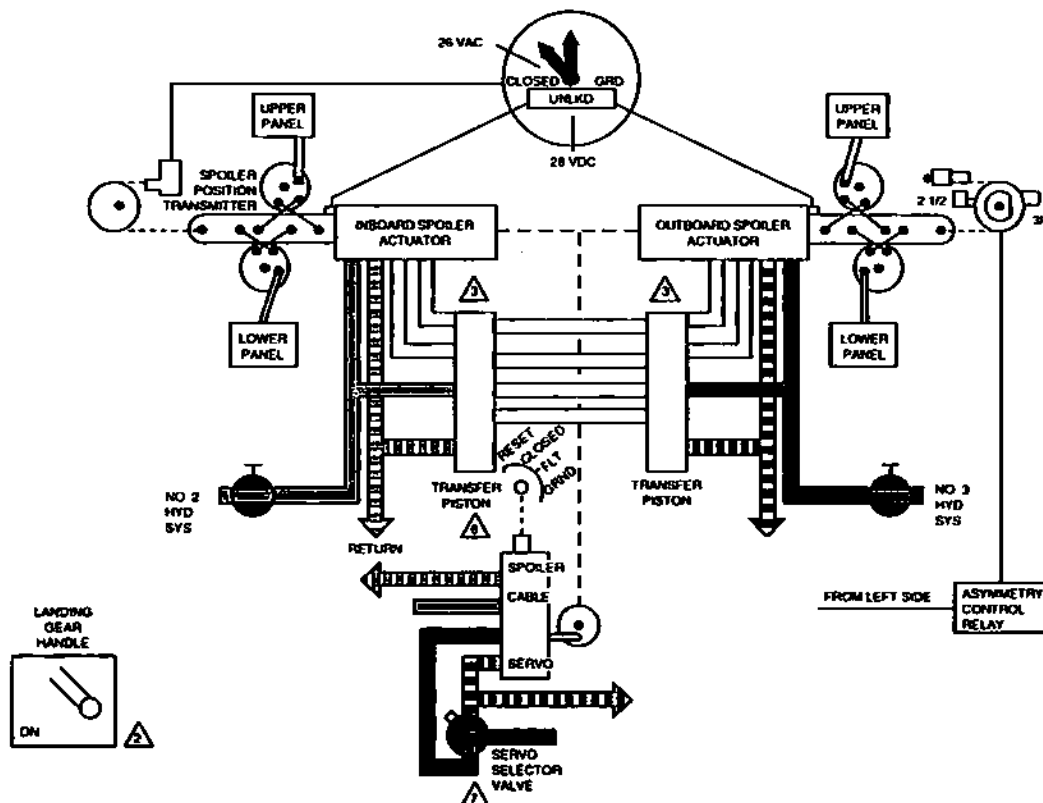 26 VAC
CLOSED GRD
UNLKD
28 VDC
UPPER
PANEL
UPPER
PANEL
SPOILER
POSITION
TRANSMITTER
2 1/2
INBOARD SPOILER
ACTUATOR
OUTBOARD SPOILER
ACTUATOR
3
3
LOWER
PANEL
LOWER
PANEL
RESET
CLOSED
FLT
GRND
TRANSFER
PISTON
TRANSFER
PISTON
NO 2
HYD
SYS
NO 3
HYD
SYS
RETURN
SPOILER
CABLE
SERVO
FROM LEFT SIDE
ASYMMETRY
CONTROL
RELAY
LANDING
GEAR
HANDLE
DN
2
SERVO
SELECTOR
VALVE